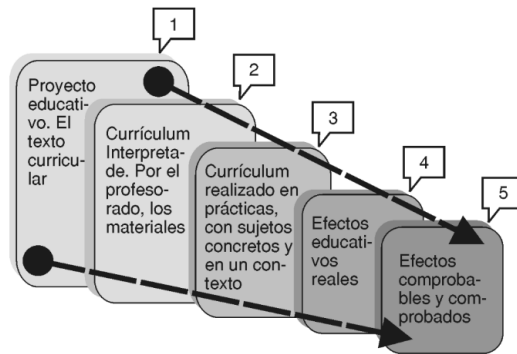 1
Proyecto
educativo. El
texto
curricu-
lar
2
Currículum
Interpreta-
de. Por el
profeso-
rado, los
materiales
3
Currículum
realizado en
prácticas,
con sujetos
concretos y
en un con-
texto
4
Efectos
educati-
vos
reales
5
Efectos
comproba-
bles y com-
probados